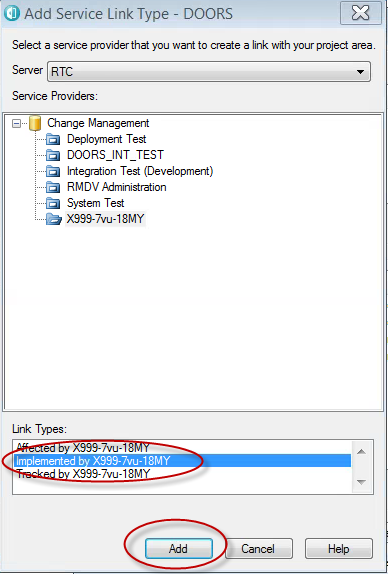 Add Service Link Type - DOORS
Select a service provider that you want to create a link with your project area.
Server RTC
Service Providers:
Change Management
Deployment Test
DOORS_INT_TEST
Integration Test (Development)
RMDV Administration
System Test
X999-7vu-18MY
Link Types:
Affected by X999-7vu-18MY
Implemented by X999-7vu-18MY
Tracked by X999-7vu-18MY
Add Cancel Help